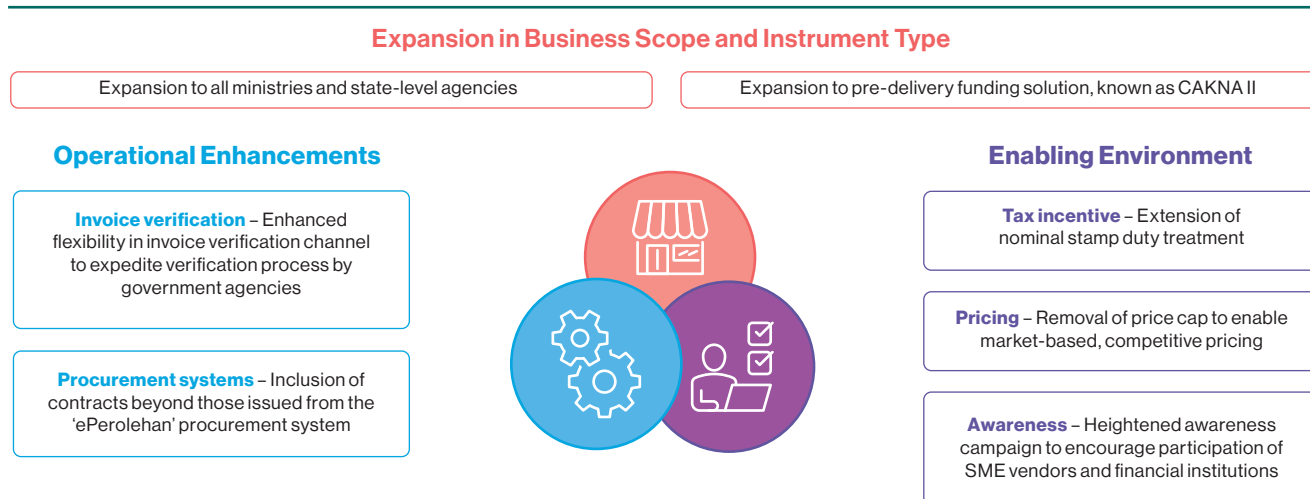 Expansion in Business Scope and Instrument Type
Expansion to all ministries and state-level agencies
Expansion to pre-delivery funding solution, known as CAKNA II
Operational Enhancements
Invoice verification – Enhanced
flexibility in invoice verification channel
to expedite verification process by
government agencies
Procurement systems – Inclusion of
contracts beyond those issued from the
‘ePerolehan’ procurement system
Enabling Environment
Tax incentive – Extension of
nominal stamp duty treatment
Pricing – Removal of price cap to enable
market-based, competitive pricing
Awareness – Heightened awareness
campaign to encourage participation of
SME vendors and financial institutions